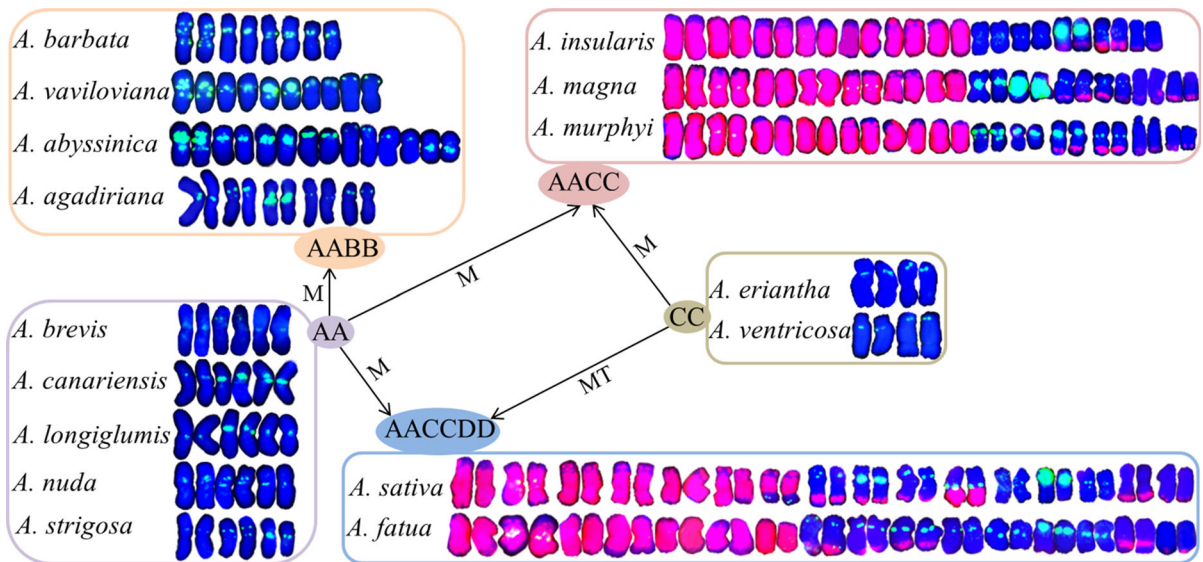 A. barbata
A. vaviloviana
A. abyssinica
A. agadiriana
AABB
A. insularis
A. magna
A. murphyi
AACC
M
M
M
A. eriantha
A. ventricosa
CC
A. brevis
A. canariensis
A. longiglumis
A. nuda
A. strigosa
AA
M
MT
AACCDD
A. sativa
A. fatua